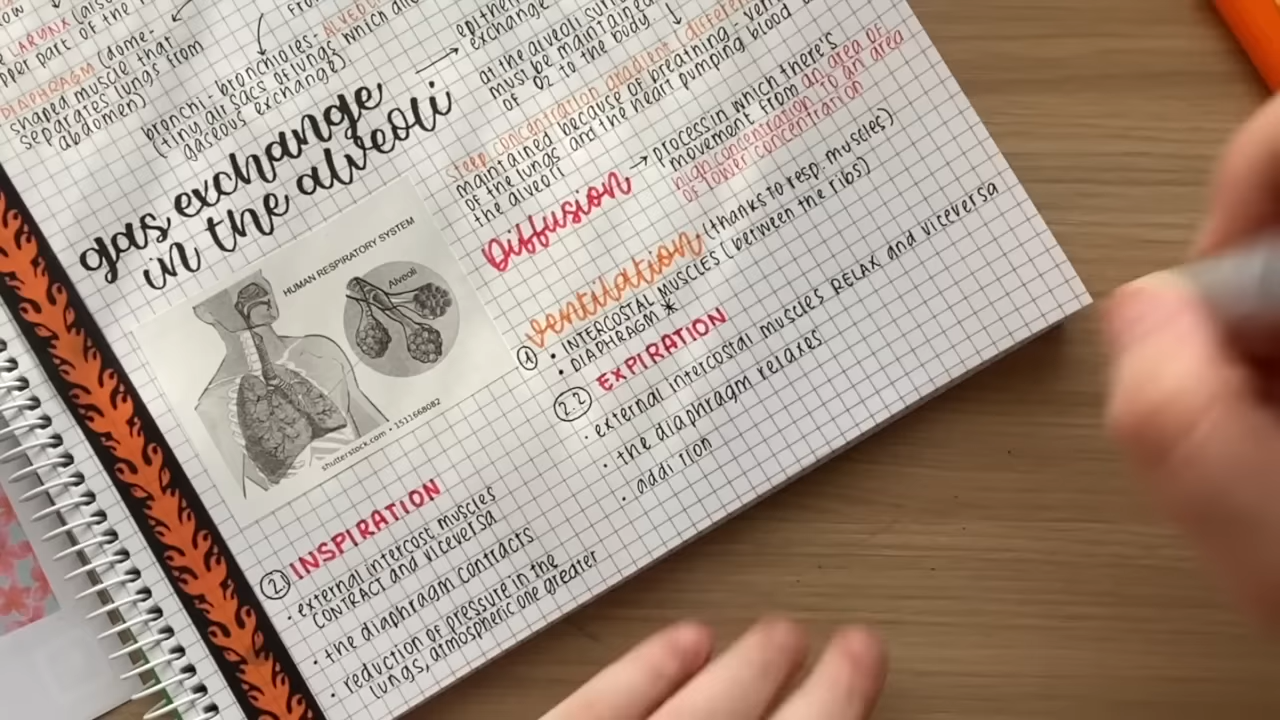 LARYNX (also
upper part of the
DIAPHRAGM (dome-
shaped muscle that
separates lungs from
abdomen)
from
bronchi - bronchioles - ALVEOLI
(tiny air sacs of lungs which
gaseous exchange)
gas exchange
in the alveoli
HUMAN RESPIRATORY SYSTEM
Alveoli
shutterstock.com • 1511668082
2.1 INSPIRATION
• external intercost muscles
CONTRACT and viceversa
• the diaphragm contracts
• reduction of pressure in the
lungs, atmospheric one greater
exchange
at the alveoli
must be maintained
of O2 to the body.
steep concentration gradient
maintained because of breathing -
of the lungs and the heart pumping blood
the alveoli
Diffusion → process in which there's
movement from an area of
high concentration to an area
of lower concentration
ventilation (thanks to resp. muscles)
1 • INTERCOSTAL MUSCLES (between the ribs)
• DIAPHRAGM *
2.2 EXPIRATION
• external intercostal muscles RELAX and viceversa
• the diaphragm relaxes
• addi tion